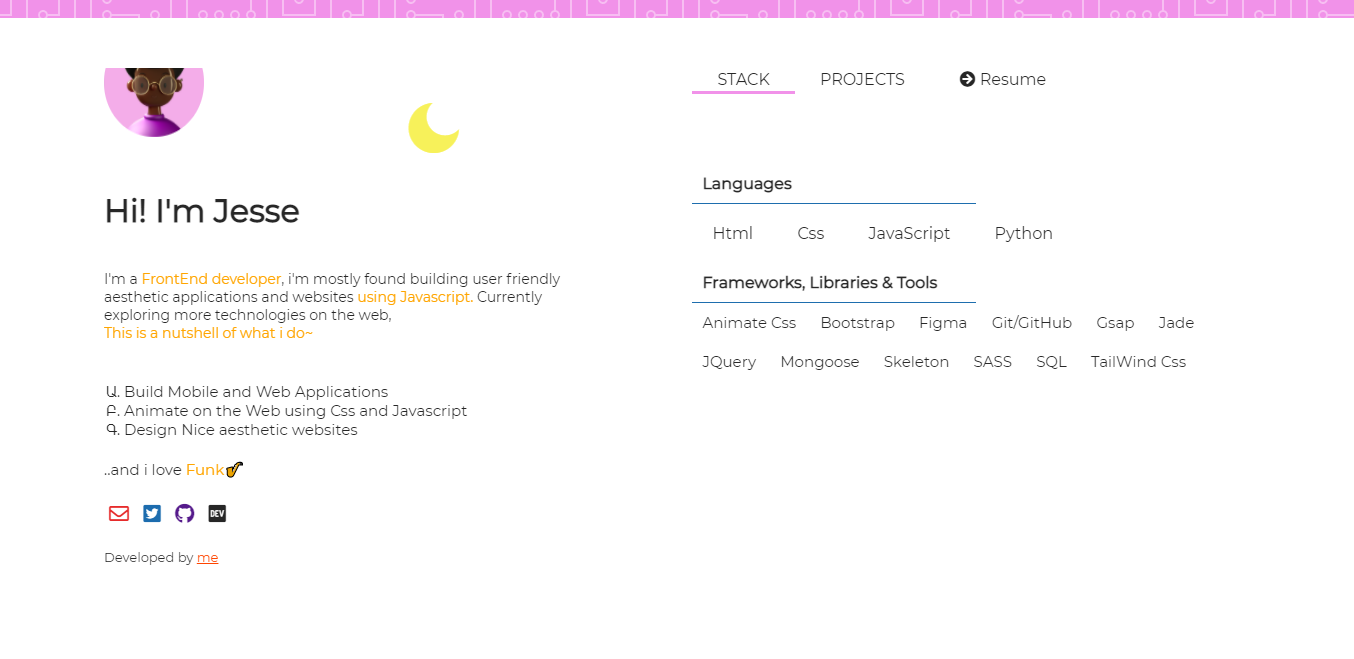 STACK PROJECTS Resume
Hi! I'm Jesse
I'm a FrontEnd developer, i'm mostly found building user friendly
aesthetic applications and websites using Javascript. Currently
exploring more technologies on the web,
This is a nutshell of what i do~
Ա. Build Mobile and Web Applications
Բ. Animate on the Web using Css and Javascript
Գ. Design Nice aesthetic websites
..and i love Funk
DEV
Developed by me
Languages
Html Css JavaScript Python
Frameworks, Libraries & Tools
Animate Css Bootstrap Figma Git/GitHub Gsap Jade
JQuery Mongoose Skeleton SASS SQL TailWind Css